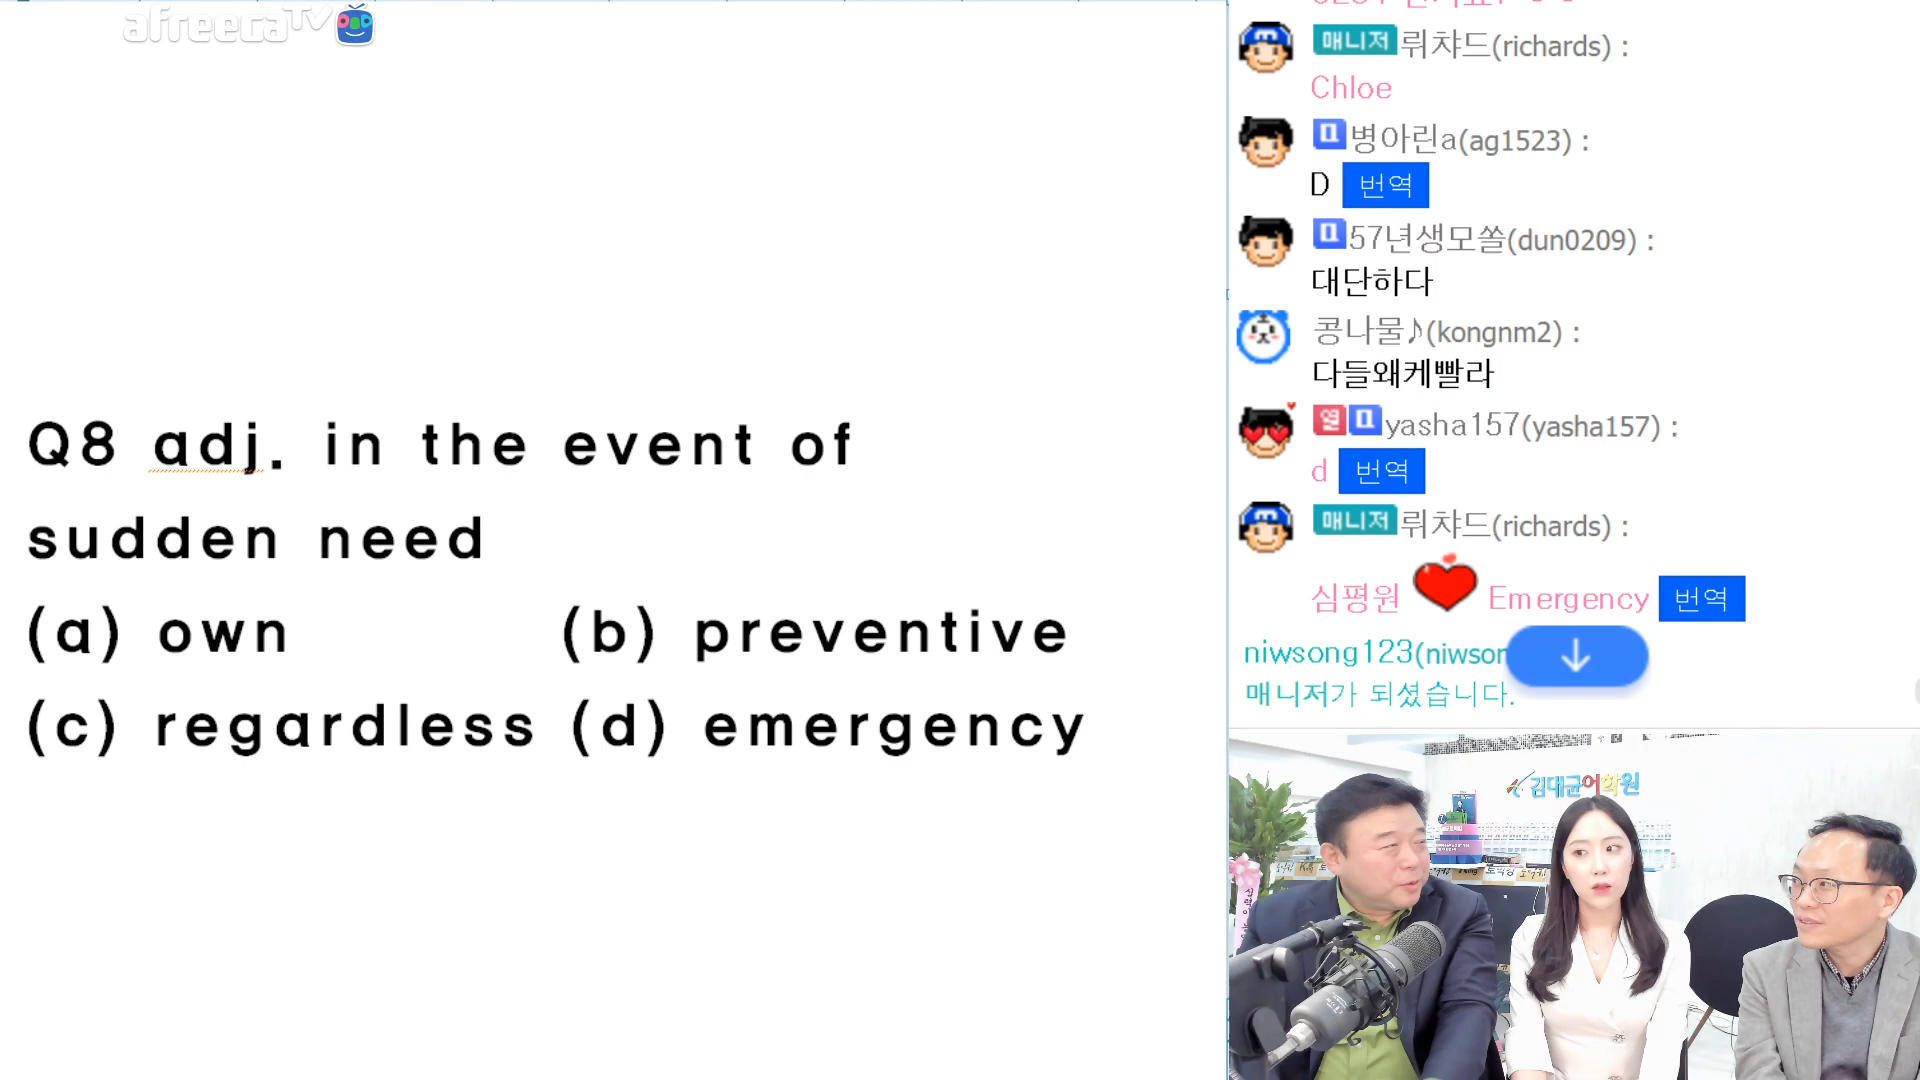 afreecaTV
Q8 adj. in the event of
sudden need
(a) own (b) preventive
(c) regardless (d) emergency
매니저 뤼챠드(richards) :
Chloe
병아린a(ag1523) :
D 번역
57년생모쏠(dun0209) :
대단하다
콩나물♪(kongnm2) :
다들왜케빨라
열 yasha157(yasha157) :
d 번역
매니저 뤼챠드(richards) :
심평원 Emergency 번역
niwsong123(niwson
매니저가 되셨습니다.
김대균어학원